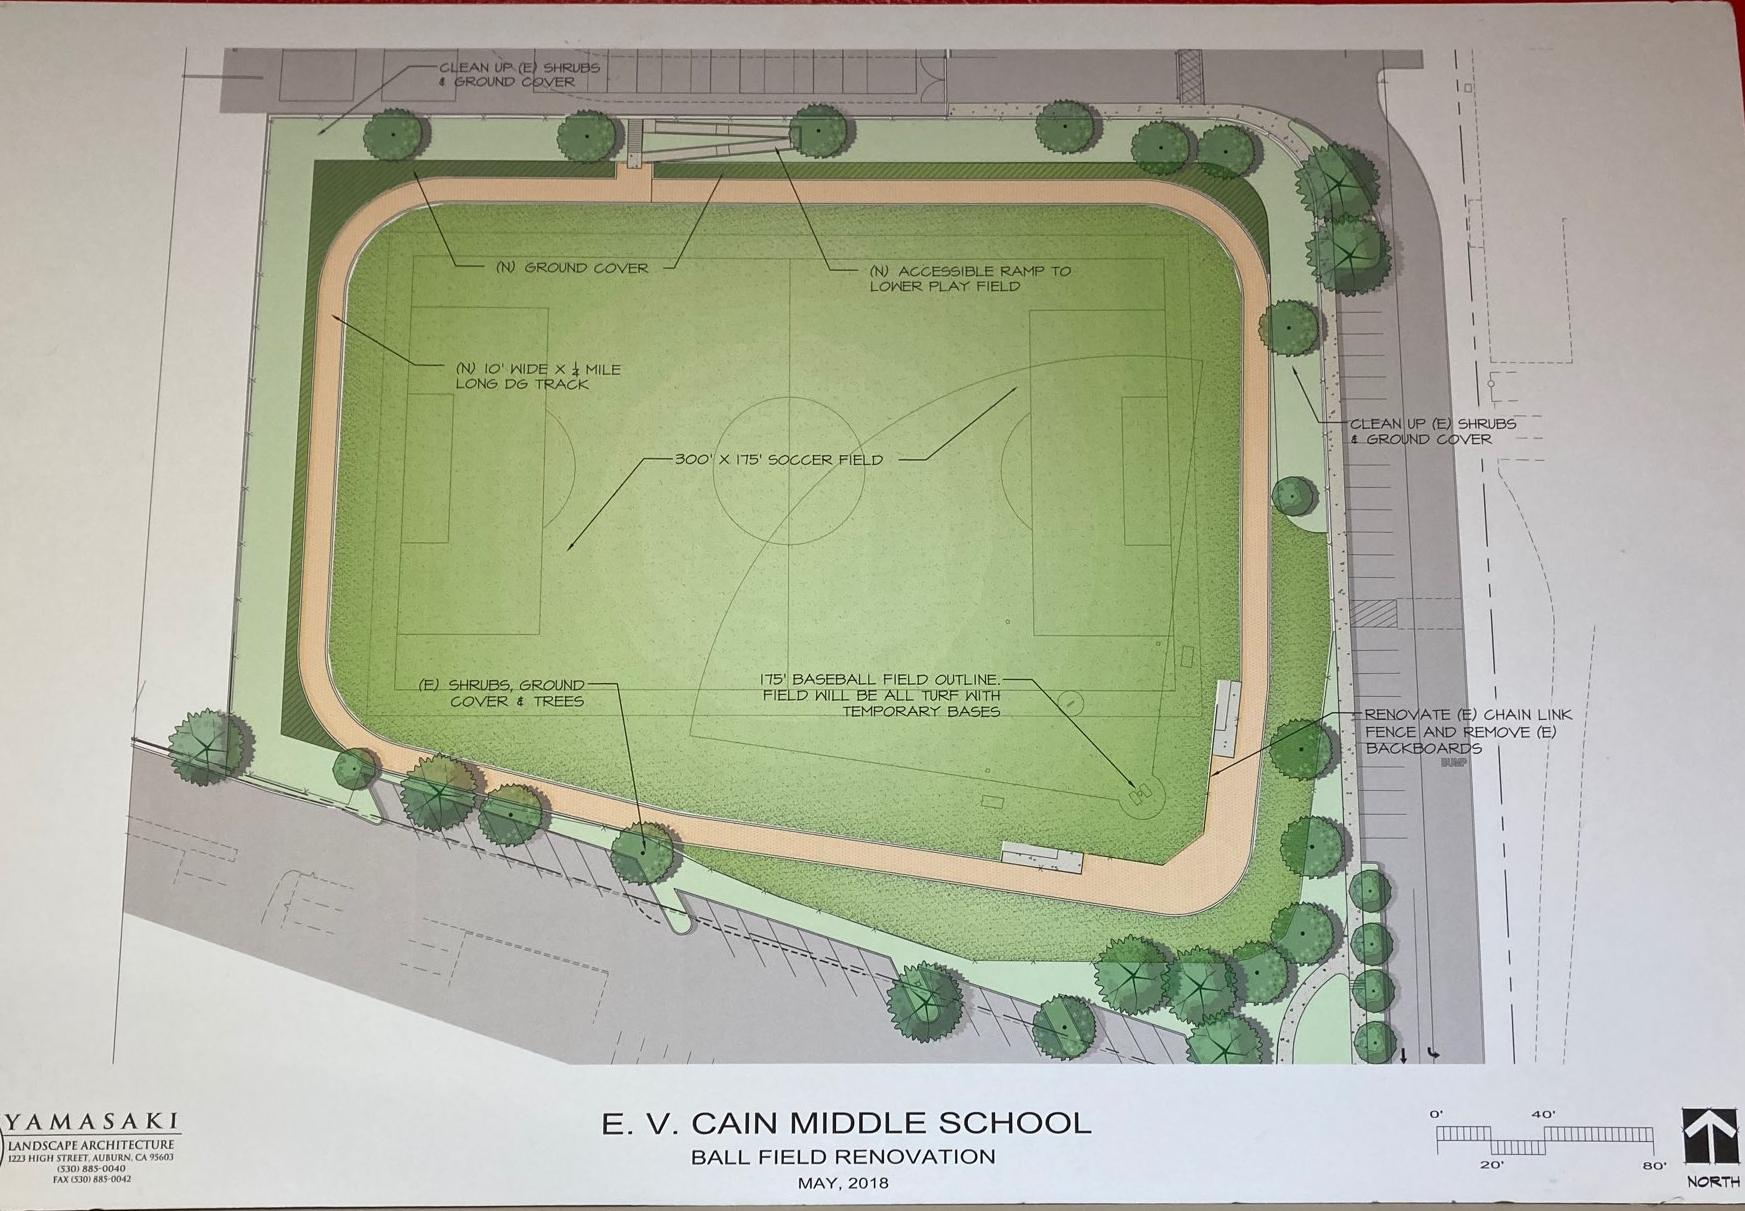 CLEAN UP (E) SHRUBS
& GROUND COVER
(N) GROUND COVER
(N) ACCESSIBLE RAMP TO
LOWER PLAY FIELD
(N) 10' WIDE X 1/4 MILE
LONG DG TRACK
CLEAN UP (E) SHRUBS
& GROUND COVER
300' X 175' SOCCER FIELD
(E) SHRUBS, GROUND
COVER & TREES
175' BASEBALL FIELD OUTLINE.
FIELD WILL BE ALL TURF WITH
TEMPORARY BASES
RENOVATE (E) CHAIN LINK
FENCE AND REMOVE (E)
BACKBOARDS
BUMP
YAMASAKI
LANDSCAPE ARCHITECTURE
1223 HIGH STREET, AUBURN, CA 95603
(530) 885-0040
FAX (530) 885-0042
E. V. CAIN MIDDLE SCHOOL
BALL FIELD RENOVATION
MAY, 2018
0' 40'
20' 80'
NORTH